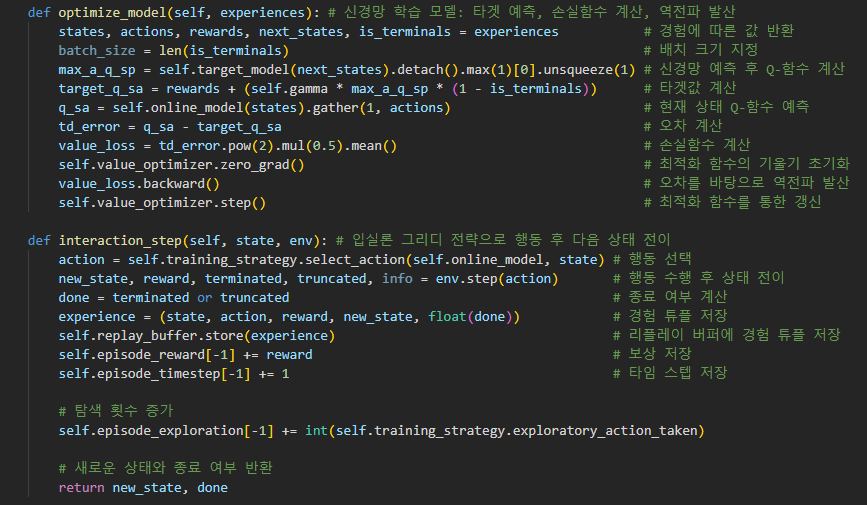 def optimize_model(self, experiences): # 신경망 학습 모델: 타겟 예측, 손실함수 계산, 역전파 발산
    states, actions, rewards, next_states, is_terminals = experiences          # 경험에 따른 값 반환
    batch_size = len(is_terminals)                                             # 배치 크기 지정
    max_a_q_sp = self.target_model(next_states).detach().max(1)[0].unsqueeze(1) # 신경망 예측 후 Q-함수 계산
    target_q_sa = rewards + (self.gamma * max_a_q_sp * (1 - is_terminals))     # 타겟값 계산
    q_sa = self.online_model(states).gather(1, actions)                        # 현재 상태 Q-함수 예측
    td_error = q_sa - target_q_sa                                              # 오차 계산
    value_loss = td_error.pow(2).mul(0.5).mean()                               # 손실함수 계산
    self.value_optimizer.zero_grad()                                           # 최적화 함수의 기울기 초기화
    value_loss.backward()                                                      # 오차를 바탕으로 역전파 발산
    self.value_optimizer.step()                                                # 최적화 함수를 통한 갱신

def interaction_step(self, state, env): # 입실론 그리디 전략으로 행동 후 다음 상태 전이
    action = self.training_strategy.select_action(self.online_model, state) # 행동 선택
    new_state, reward, terminated, truncated, info = env.step(action)       # 행동 수행 후 상태 전이
    done = terminated or truncated                                          # 종료 여부 계산
    experience = (state, action, reward, new_state, float(done))            # 경험 튜플 저장
    self.replay_buffer.store(experience)                                    # 리플레이 버퍼에 경험 튜플 저장
    self.episode_reward[-1] += reward                                       # 보상 저장
    self.episode_timestep[-1] += 1                                          # 타임 스텝 저장

    # 탐색 횟수 증가
    self.episode_exploration[-1] += int(self.training_strategy.exploratory_action_taken)

    # 새로운 상태와 종료 여부 반환
    return new_state, done